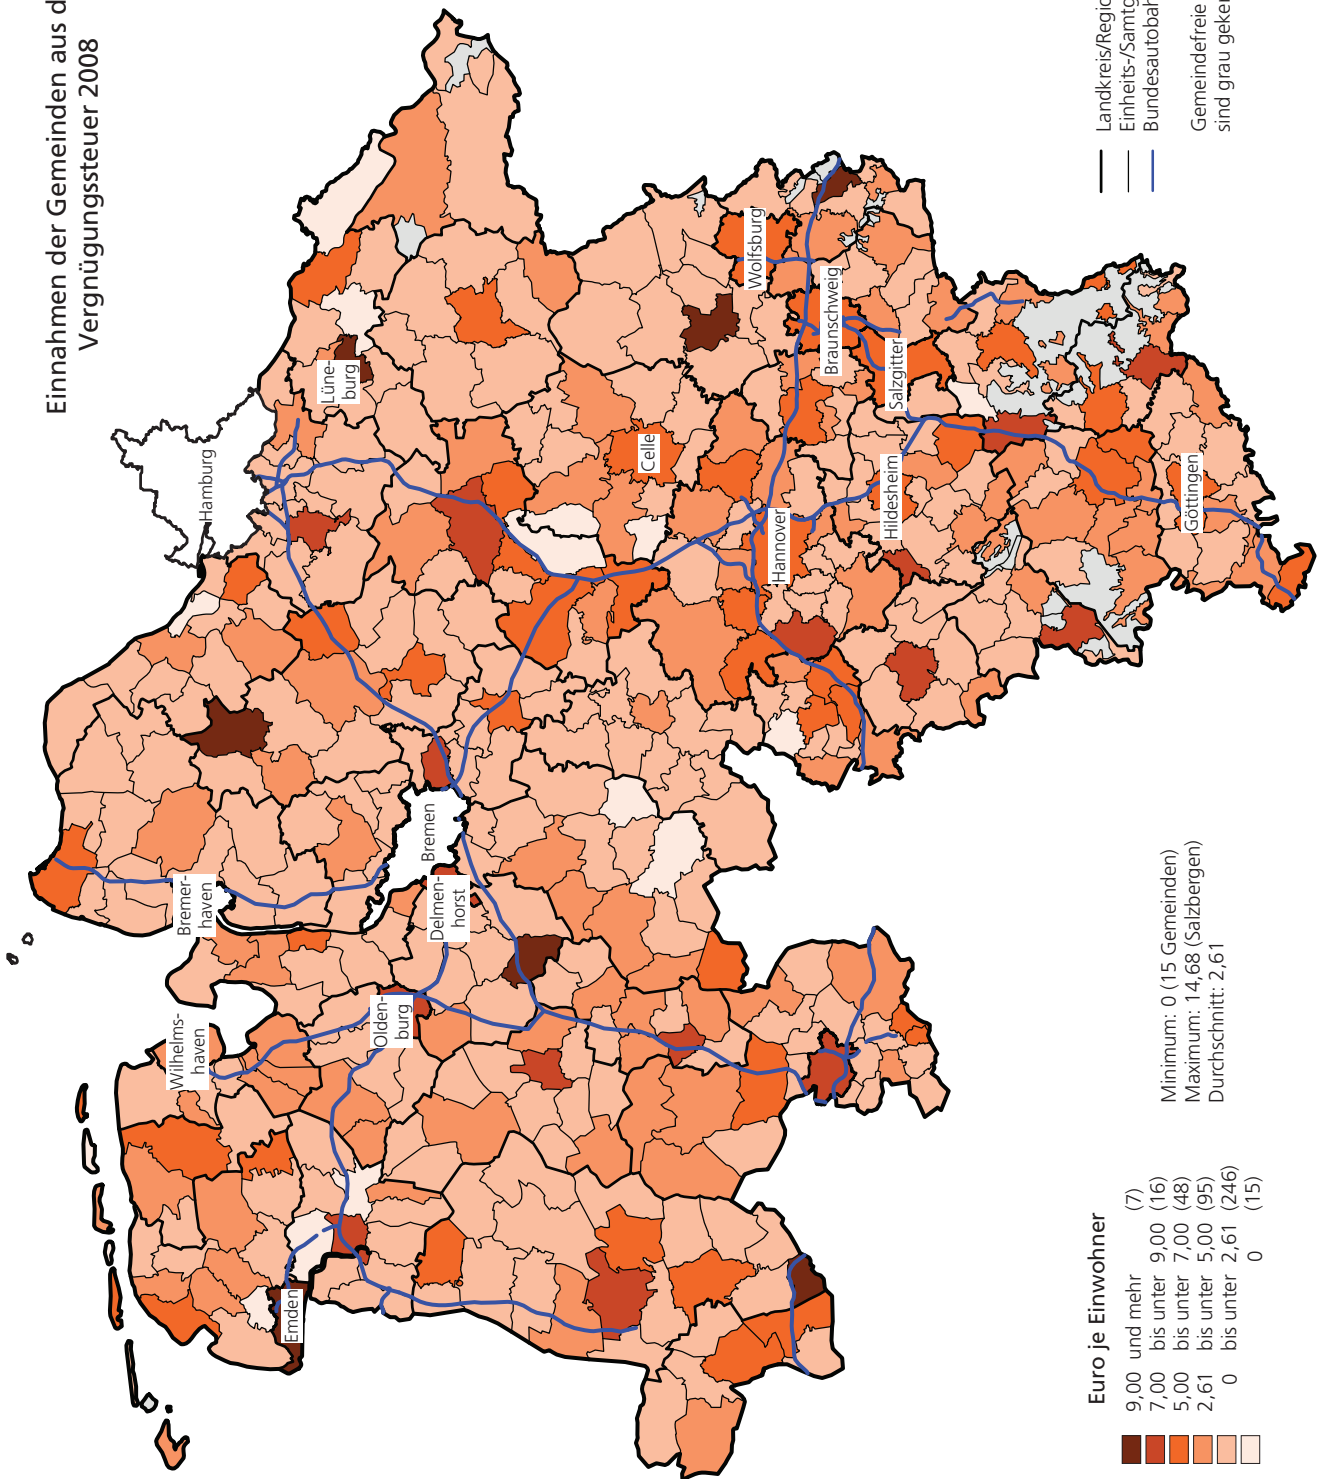 Einnahmen der Gemeinden aus
Vergnügungssteuer 2008
Hamburg
Lüne-
burg
Bremer-
haven
Wilhelms-
haven
Emden
Olden-
burg
Delmen-
horst
Bremen
Celle
Wolfsburg
Braunschweig
Salzgitter
Hannover
Hildesheim
Göttingen
Euro je Einwohner
9,00 und mehr (7)
7,00 bis unter 9,00 (16)
5,00 bis unter 7,00 (48)
2,61 bis unter 5,00 (95)
0 bis unter 2,61 (246)
0 (15)
Minimum: 0 (15 Gemeinden)
Maximum: 14,68 (Salzbergen)
Durchschnitt: 2,61
Landkreis/Regio
Einheits-/Samtg
Bundesautobah
Gemeindefreie
sind grau geker